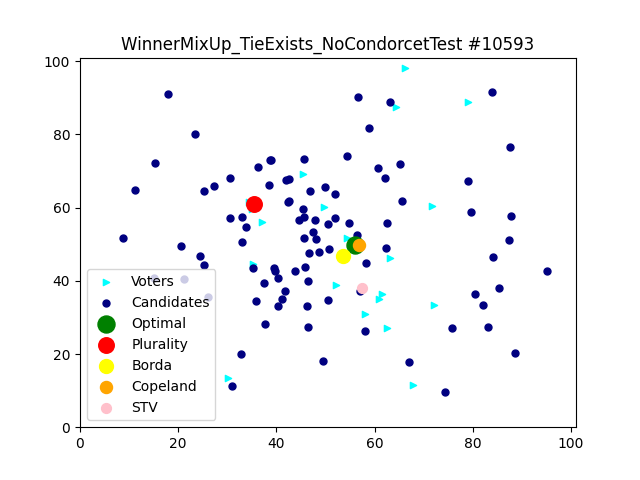 WinnerMixUp_TieExists_NoCondorcetTest #10593
100
80
60
40
20
0
0 20 40 60 80 100
Voters
Candidates
Optimal
Plurality
Borda
Copeland
STV